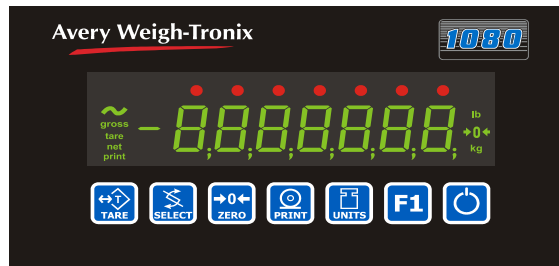 Avery Weigh-Tronix
1080
gross
tare
net
print
-8.8.8.8.8.8.8.
lb
→0←
kg
TARE
SELECT
→0← ZERO
PRINT
UNITS
F1